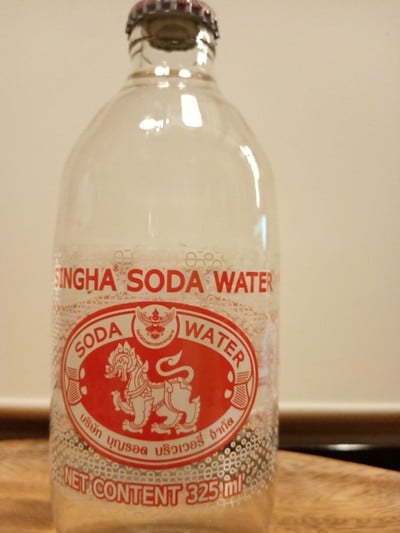 SINGHA® SODA WATER
SODA WATER
บริษัท บุญรอด บริวเวอรี่ จำกัด
NET CONTENT 325 ml